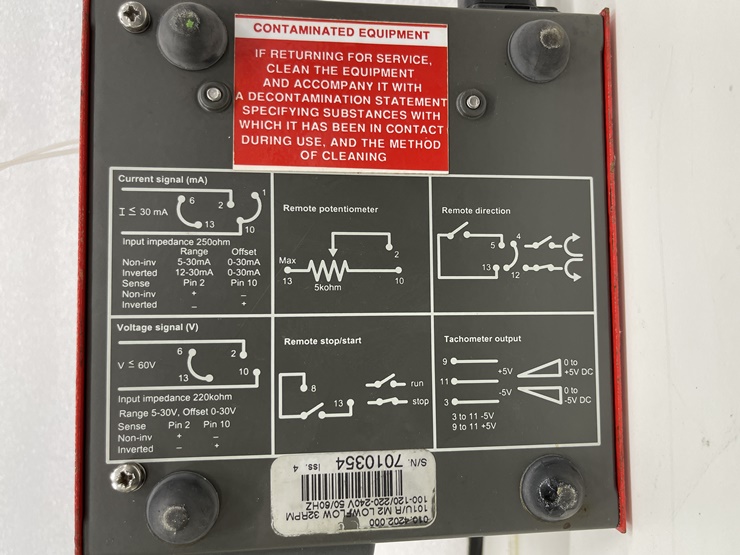 CONTAMINATED EQUIPMENT
IF RETURNING FOR SERVICE,
CLEAN THE EQUIPMENT
AND ACCOMPANY IT WITH
A DECONTAMINATION STATEMENT
SPECIFYING SUBSTANCES WITH
WHICH IT HAS BEEN IN CONTACT
DURING USE, AND THE METHOD
OF CLEANING
Current signal (mA)
6 2 1
I ≤ 30 mA
13 10
Input impedance 250ohm
Range Offset
Non-inv 5-30mA 0-30mA
Inverted 12-30mA 0-30mA
Sense Pin 2 Pin 10
Non-inv + –
Inverted – +
Remote potentiometer
2
Max
13 10
5kohm
Remote direction
5 4
13 12
Voltage signal (V)
6 2
V ≤ 60V
13 10
Input impedance 220kohm
Range 5-30V, Offset 0-30V
Sense Pin 2 Pin 10
Non-inv + –
Inverted – +
Remote stop/start
8
13
run
stop
Tachometer output
9 0 to
+5V +5V DC
11
-5V 0 to
3 -5V DC
3 to 11 -5V
9 to 11 +5V
010.4202.000
101U/R M2 LOWFLOW 32RPM
100-120/220-240V 50/60HZ
S/N. 7010354 Iss. 4